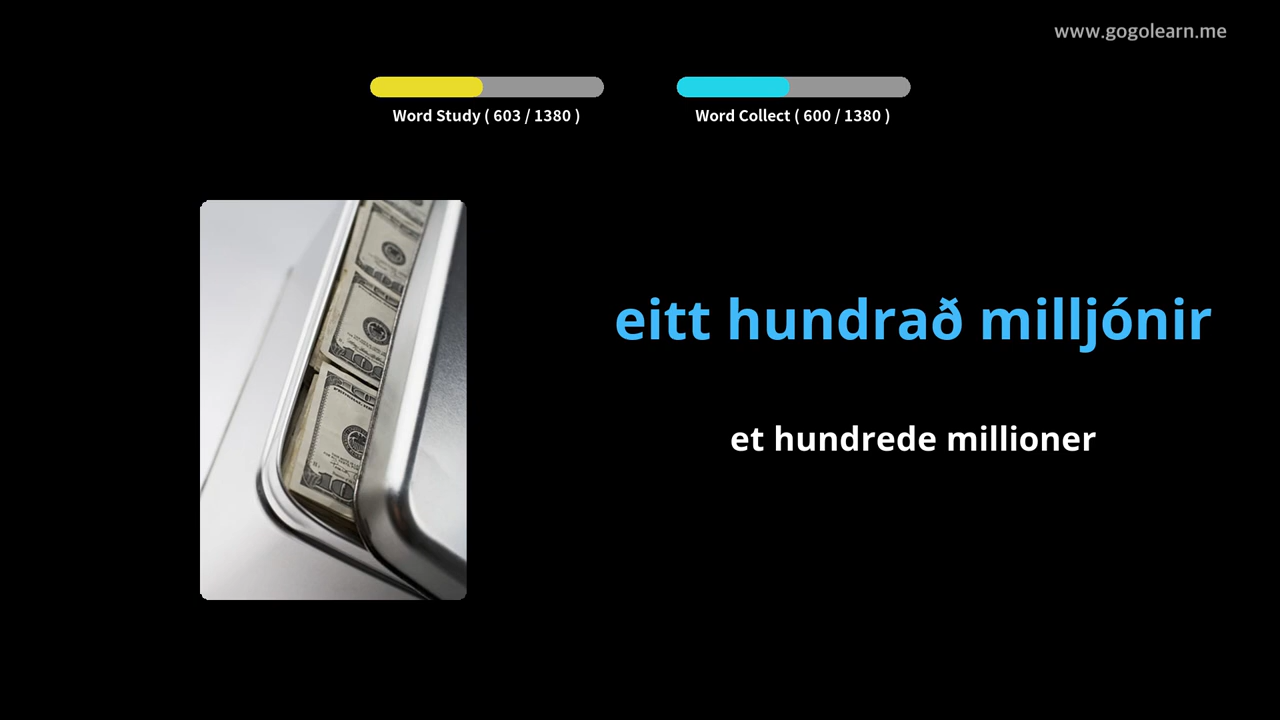 www.gogolearn.me
Word Study ( 603 / 1380 )
Word Collect ( 600 / 1380 )
eitt hundrað milljónir
et hundrede millioner